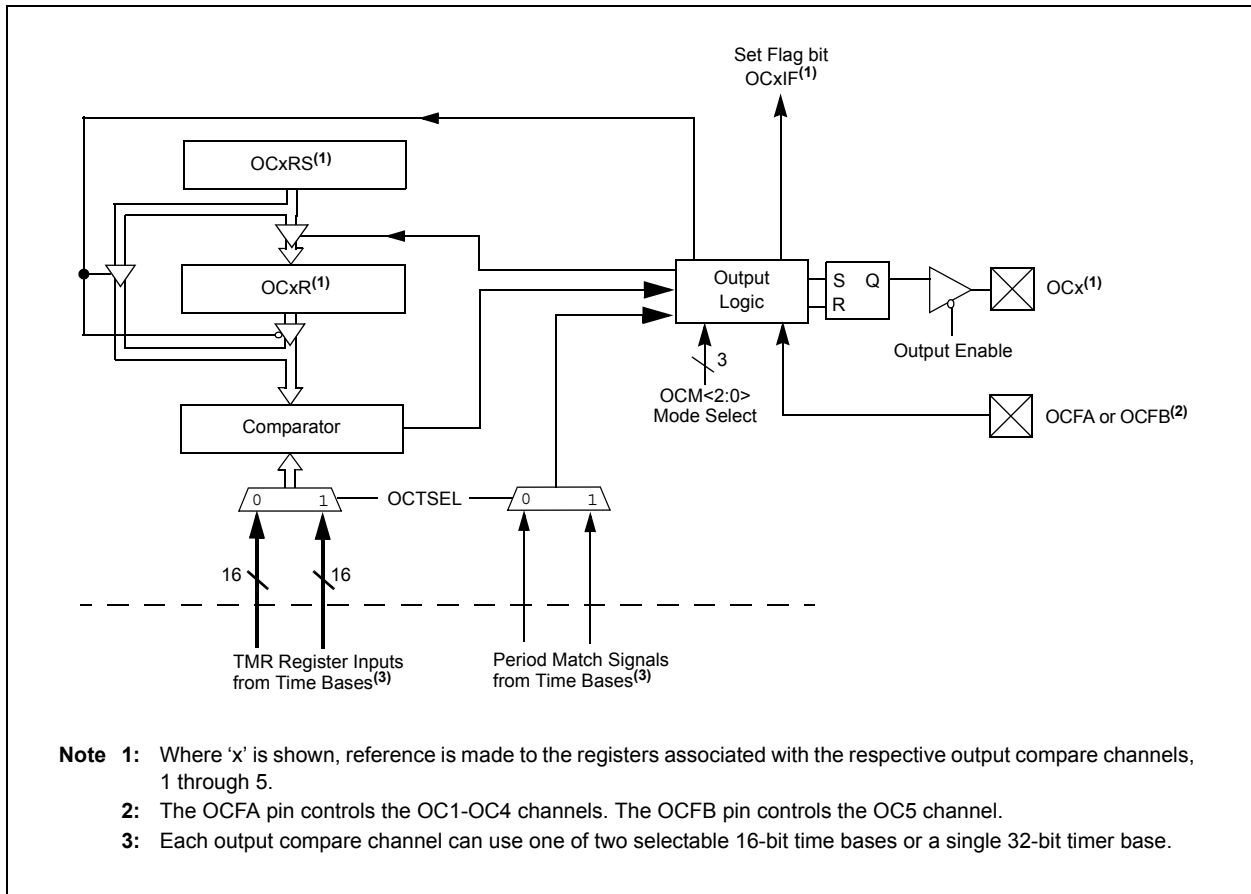 Set Flag bit
OCxIF(1)
OCxRS(1)
OCxR(1)
Output
Logic
S Q
R
OCx(1)
Output Enable
3
OCM<2:0>
Mode Select
OCFA or OCFB(2)
Comparator
0 1
OCTSEL
0 1
16
16
TMR Register Inputs
from Time Bases(3)
Period Match Signals
from Time Bases(3)
Note 1: Where ‘x’ is shown, reference is made to the registers associated with the respective output compare channels,
1 through 5.
2: The OCFA pin controls the OC1-OC4 channels. The OCFB pin controls the OC5 channel.
3: Each output compare channel can use one of two selectable 16-bit time bases or a single 32-bit timer base.